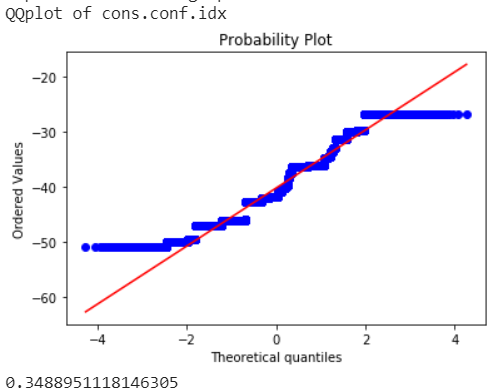 QQplot of cons.conf.idx
Probability Plot
−20
−30
−40
−50
−60
Ordered Values
−4
−2
0
2
4
Theoretical quantiles
0.3488951118146305